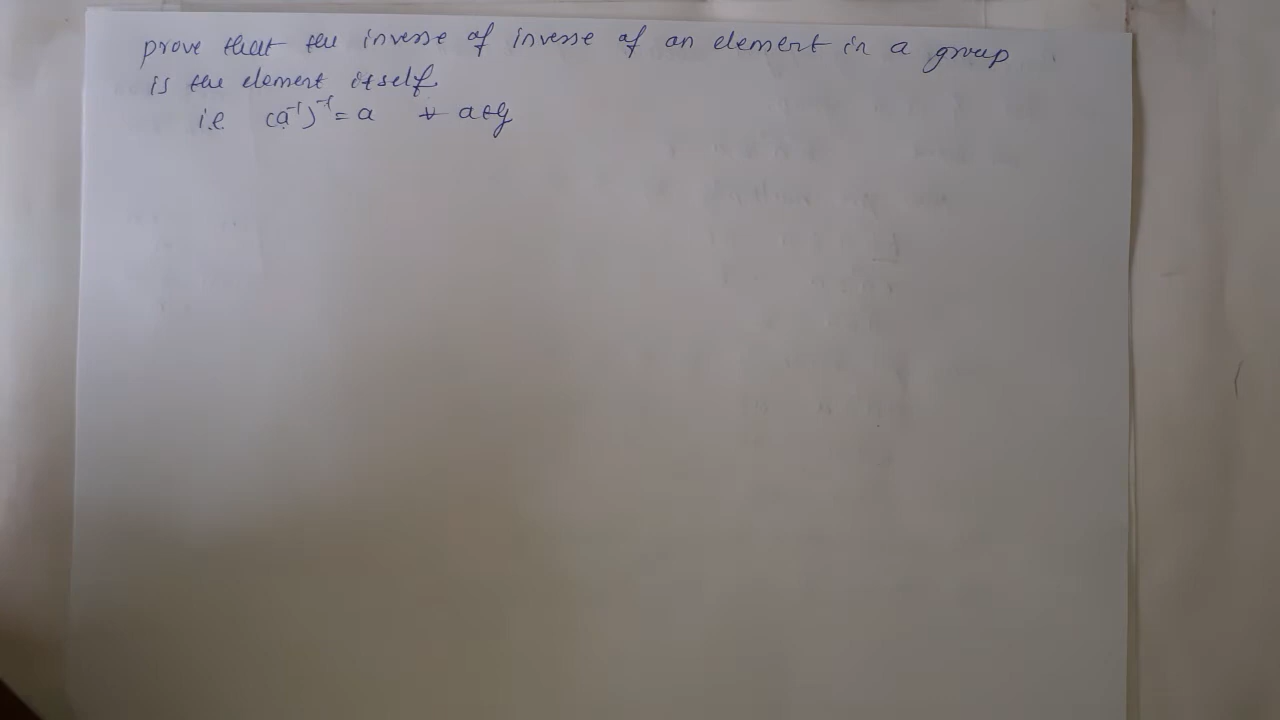 prove that the inverse of inverse of an element in a group
is the element itself.
i.e (a⁻¹)⁻¹ = a ∀ a∈G